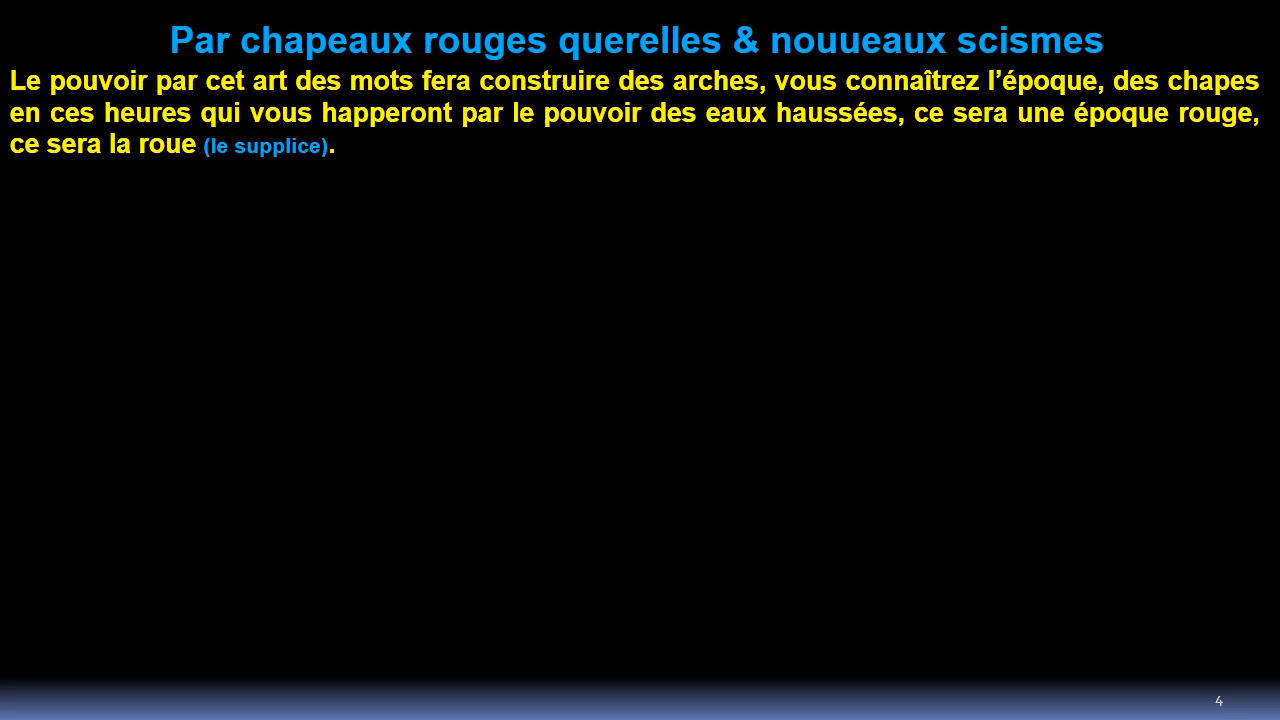 Par chapeaux rouges querelles & nouueaux scismes
Le pouvoir par cet art des mots fera construire des arches, vous connaîtrez l’époque, des chapes
en ces heures qui vous happeront par le pouvoir des eaux haussées, ce sera une époque rouge,
ce sera la roue (le supplice).
4